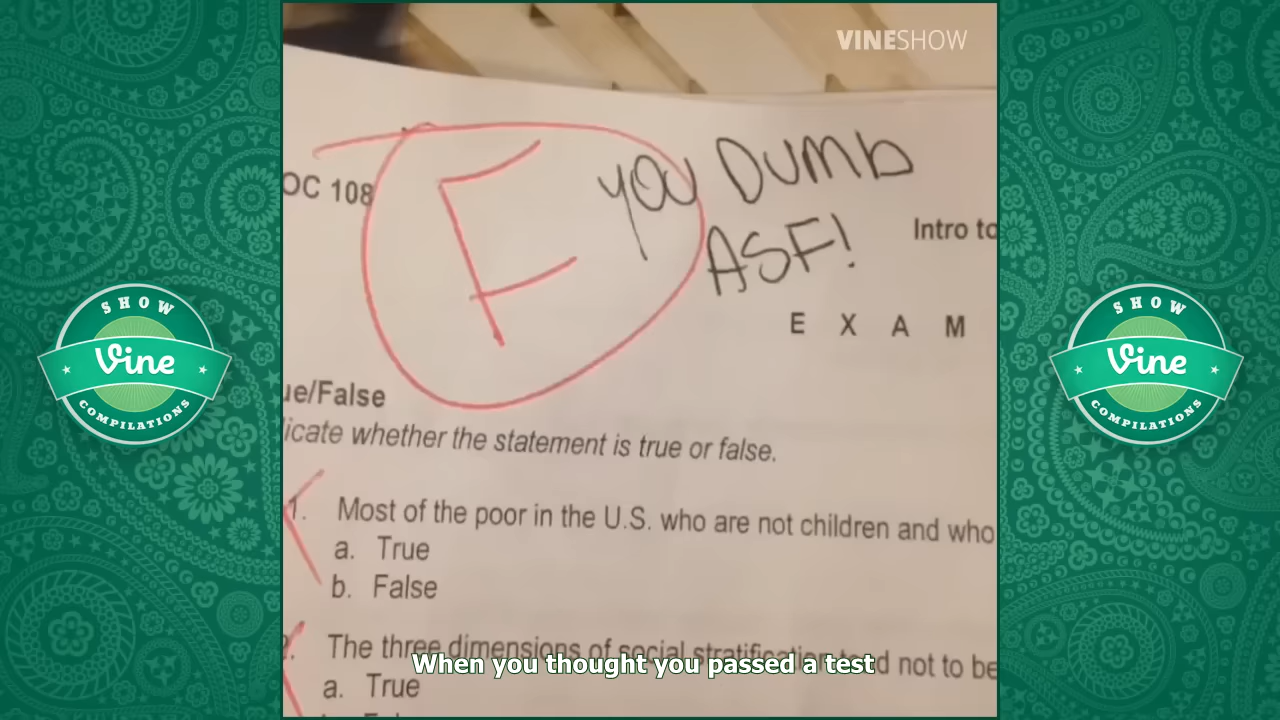 VINESHOW
OC 108
F
YOU DUMB
ASF!
Intro to
E X A M
ue/False
licate whether the statement is true or false.
1. Most of the poor in the U.S. who are not children and who
a. True
b. False
2. The three dimensions of social stratification tend not to be
a. True
When you thought you passed a test
SHOW
Vine
COMPILATIONS
SHOW
Vine
COMPILATIONS